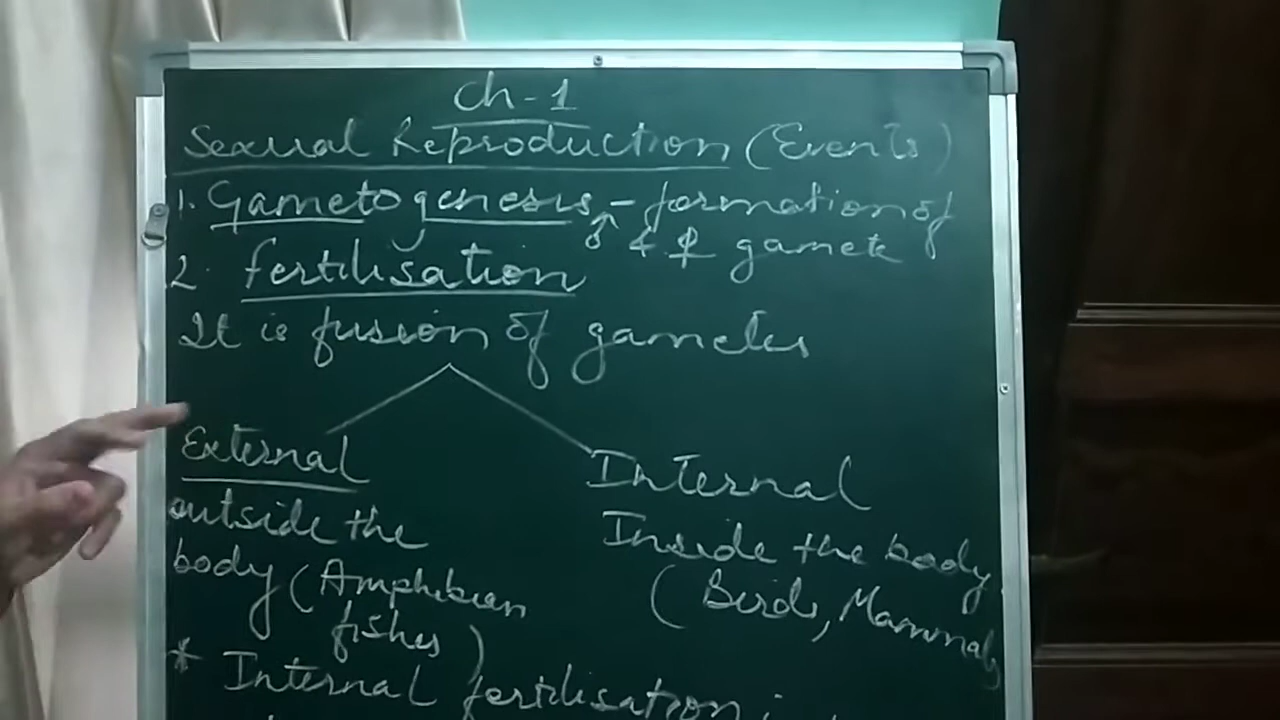 Ch-1
Sexual Reproduction (Events)
1. Gametogenesis - formation of
♂ & ♀ gamete
2. fertilisation
It is fusion of gametes
External
Internal
outside the
body (Amphibian
fishes)
Inside the body
(Birds, Mammals
* Internal fertilisation